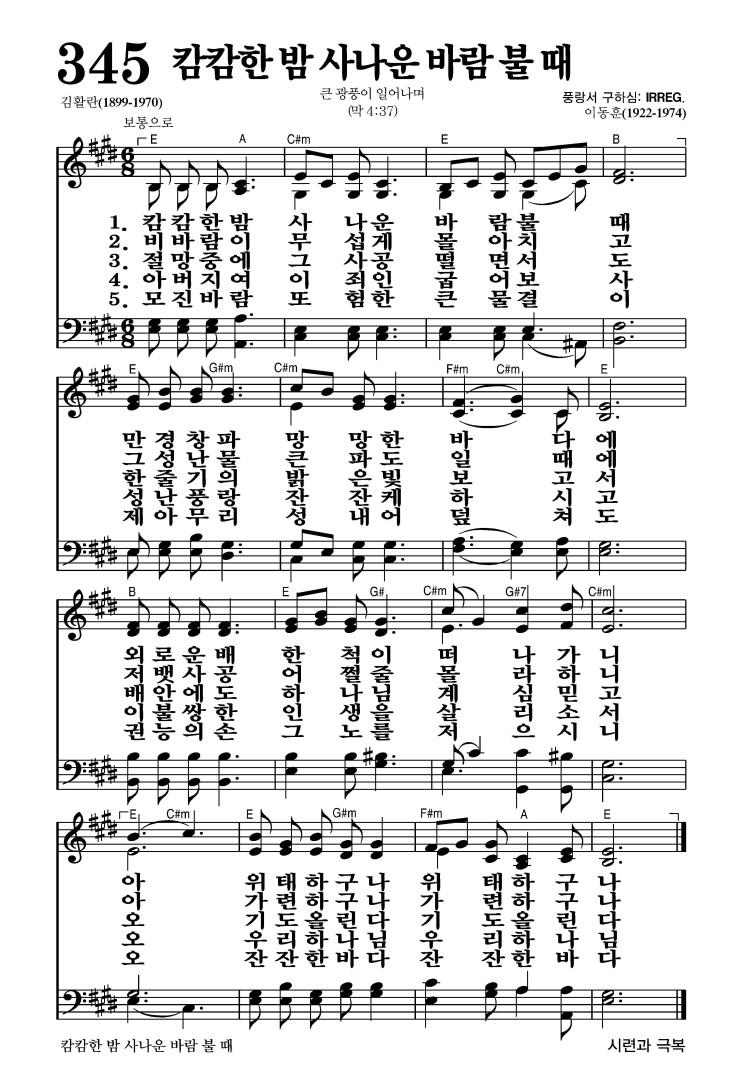 345 캄캄한 밤 사나운 바람 불 때
큰 광풍이 일어나며
김활란(1899-1970) (막 4:37) 풍랑서 구하심: IRREG.
보통으로 이동훈(1922-1974)
E A C#m E B
1. 캄 캄 한 밤 사 나 운 바 람 불 때
2. 비 바 람 이 무 섭 게 몰 아 치 고
3. 절 망 중 에 그 사 공 떨 면 서 도
4. 아 버 지 여 이 죄 인 굽 어 보 사
5. 모 진 바 람 또 험 한 큰 물 결 이
E G#m C#m F#m C#m E
만 경 창 파 망 망 한 바 다 에
그 성 난 물 큰 파 도 일 때 에
한 줄 기 의 밝 은 빛 보 고 서
성 난 풍 랑 잔 잔 케 하 시 고
제 아 무 리 성 내 어 덮 쳐 도
B E G# C#m G#7 C#m
외 로 운 배 한 척 이 떠 나 가 니
저 뱃 사 공 어 쩔 줄 몰 라 하 니
배 안 에 도 하 나 님 계 심 믿 고
이 불 쌍 한 인 생 을 살 리 소 서
권 능 의 손 그 노 를 저 으 시 니
E C#m E G#m F#m A E
아 위 태 하 구 나 위 태 하 구 나
아 가 련 하 구 나 가 련 하 구 나
오 기 도 올 린 다 기 도 올 린 다
오 우 리 하 나 님 우 리 하 나 님
오 잔 잔 한 바 다 잔 잔 한 바 다
캄캄한 밤 사나운 바람 불 때 시련과 극복